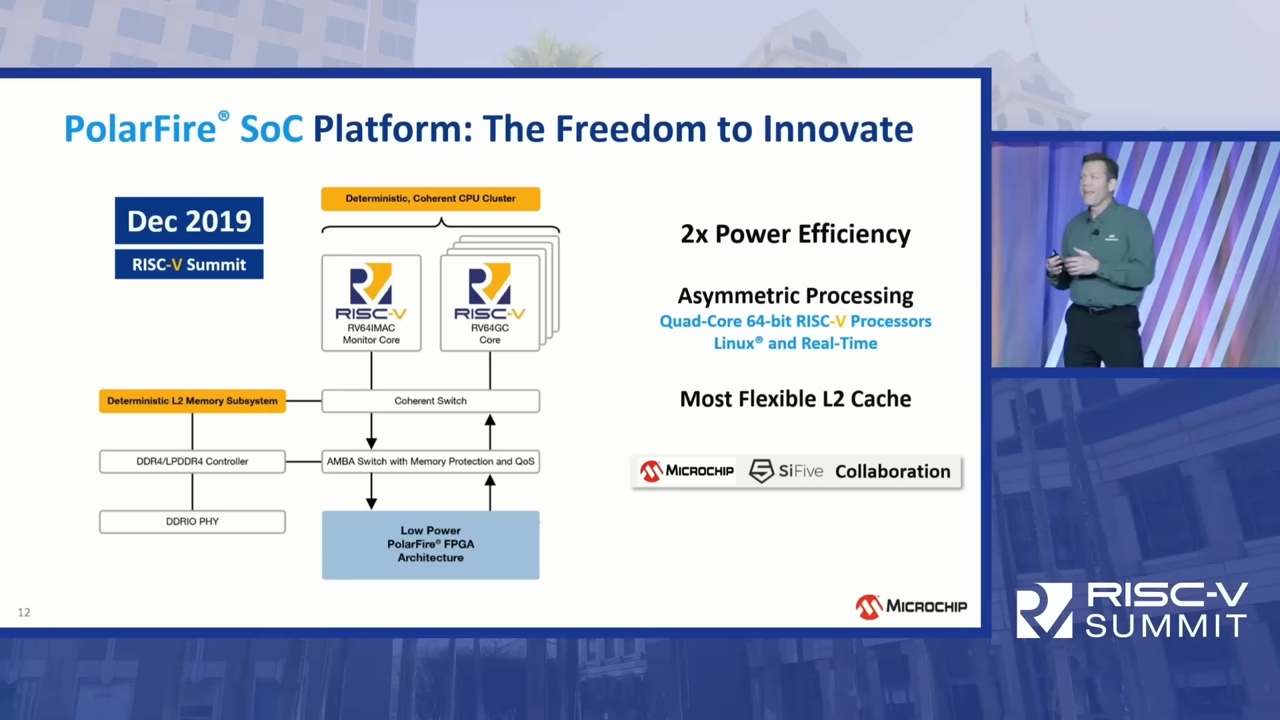 PolarFire® SoC Platform: The Freedom to Innovate
Dec 2019
RISC-V Summit
Deterministic, Coherent CPU Cluster
RISC-V
RV64IMAC
Monitor Core
RISC-V
RV64GC
Core
Deterministic L2 Memory Subsystem
Coherent Switch
DDR4/LPDDR4 Controller
AMBA Switch with Memory Protection and QoS
DDRIO PHY
Low Power
PolarFire® FPGA
Architecture
2x Power Efficiency
Asymmetric Processing
Quad-Core 64-bit RISC-V Processors
Linux® and Real-Time
Most Flexible L2 Cache
MICROCHIP SiFive Collaboration
12
MICROCHIP
RISC-V
SUMMIT